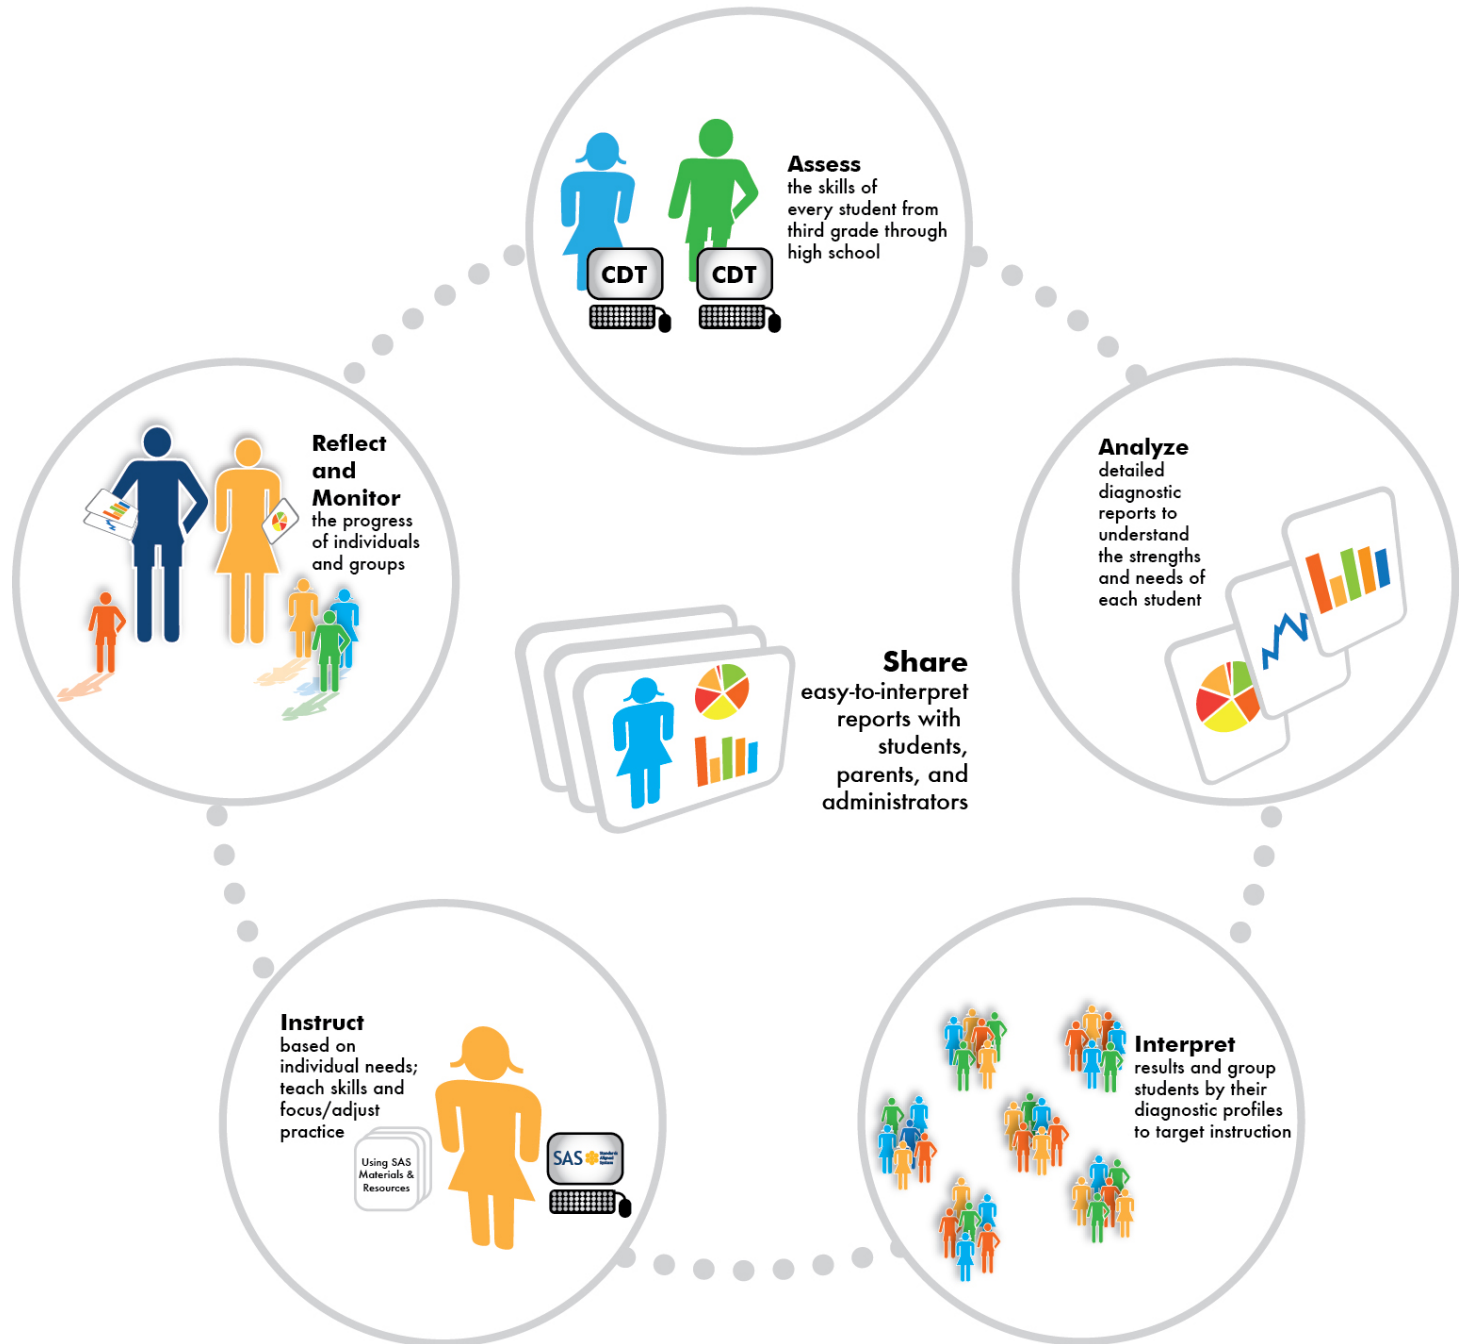 Assess
the skills of
every student from
third grade through
high school
CDT
CDT
Analyze
detailed
diagnostic
reports to
understand
the strengths
and needs of
each student
Reflect
and
Monitor
the progress
of individuals
and groups
Share
easy-to-interpret
reports with
students,
parents, and
administrators
Instruct
based on
individual needs;
teach skills and
focus/adjust
practice
Using SAS
Materials &
Resources
SAS
Standards
Aligned
System
Interpret
results and group
students by their
diagnostic profiles
to target instruction